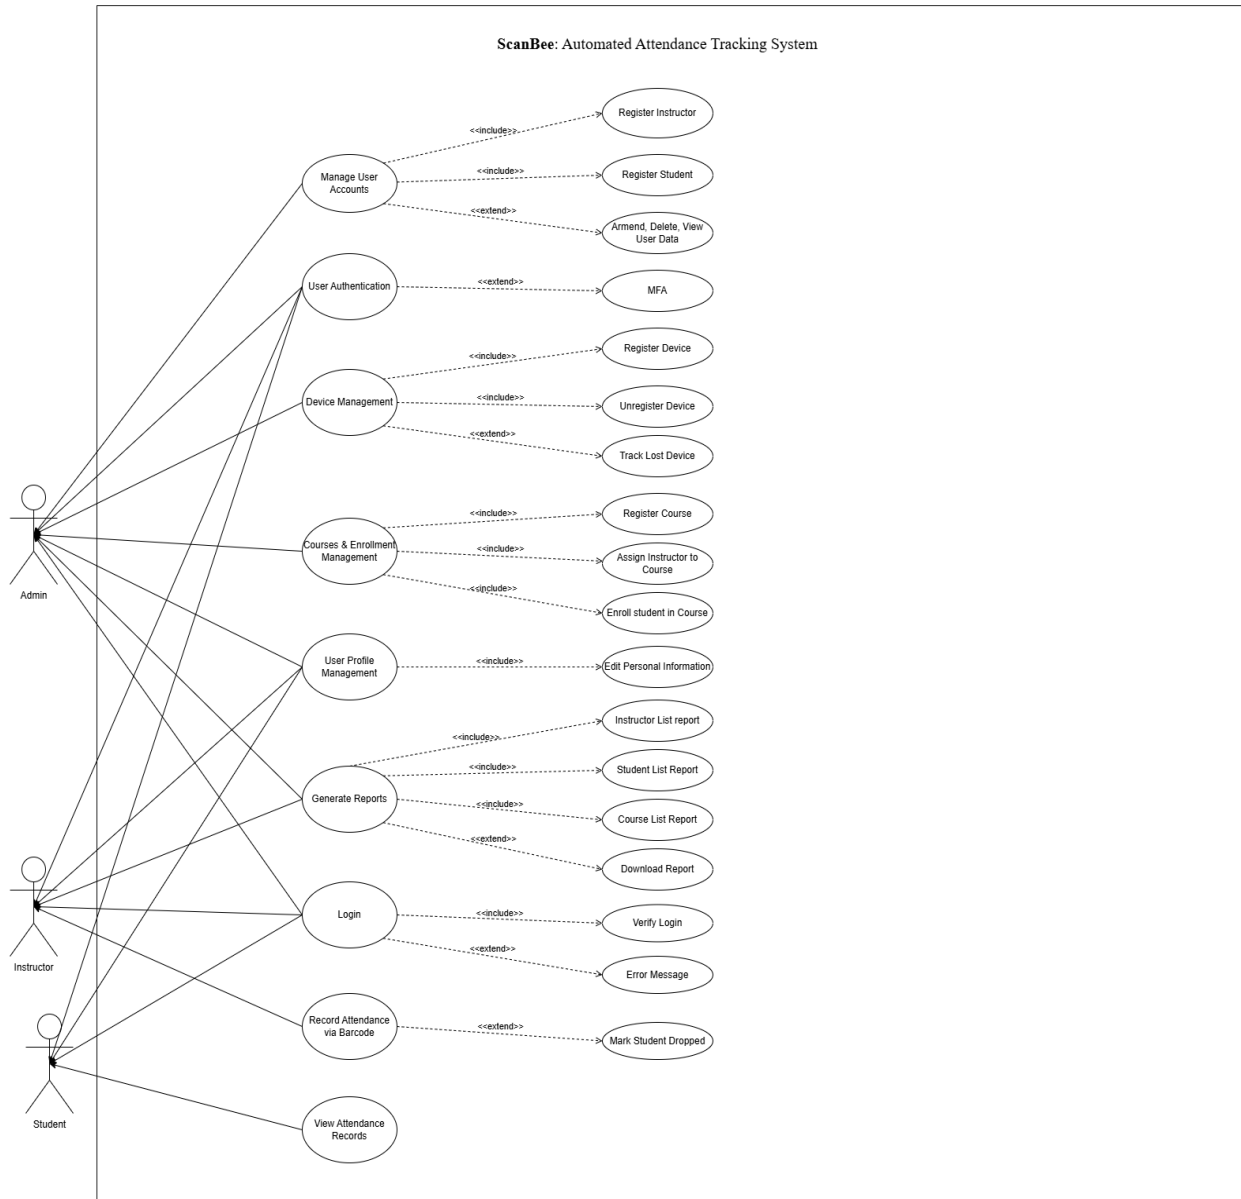 ScanBee: Automated Attendance Tracking System
<<include>>
Register Instructor
Manage User
Accounts
<<include>>
Register Student
<<extend>>
Armend, Delete, View
User Data
User Authentication
<<extend>>
MFA
<<include>>
Register Device
Device Management
<<include>>
Unregister Device
<<extend>>
Track Lost Device
Admin
<<include>>
Register Course
Courses & Enrollment
Management
<<include>>
Assign Instructor to
Course
<<include>>
Enroll student in Course
User Profile
Management
<<include>>
Edit Personal Information
<<include>>
Instructor List report
<<include>>
Student List Report
Generate Reports
<<include>>
Course List Report
<<extend>>
Download Report
Instructor
Login
<<include>>
Verify Login
<<extend>>
Error Message
Record Attendance
via Barcode
<<extend>>
Mark Student Dropped
Student
View Attendance
Records